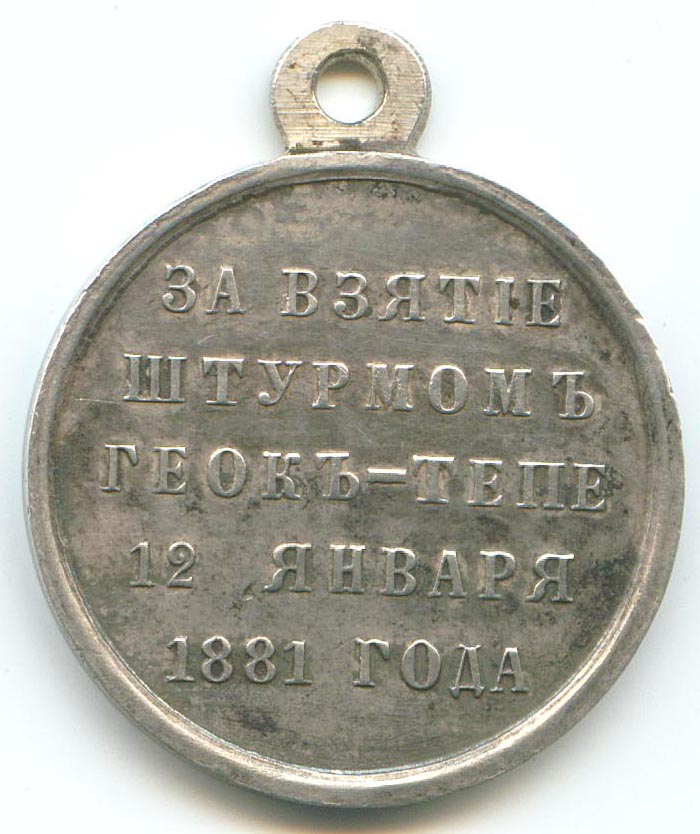 ЗА ВЗЯТІЕ
ШТУРМОМЪ
ГЕОКЪ-ТЕПЕ
12 ЯНВАРЯ
1881 ГОДА